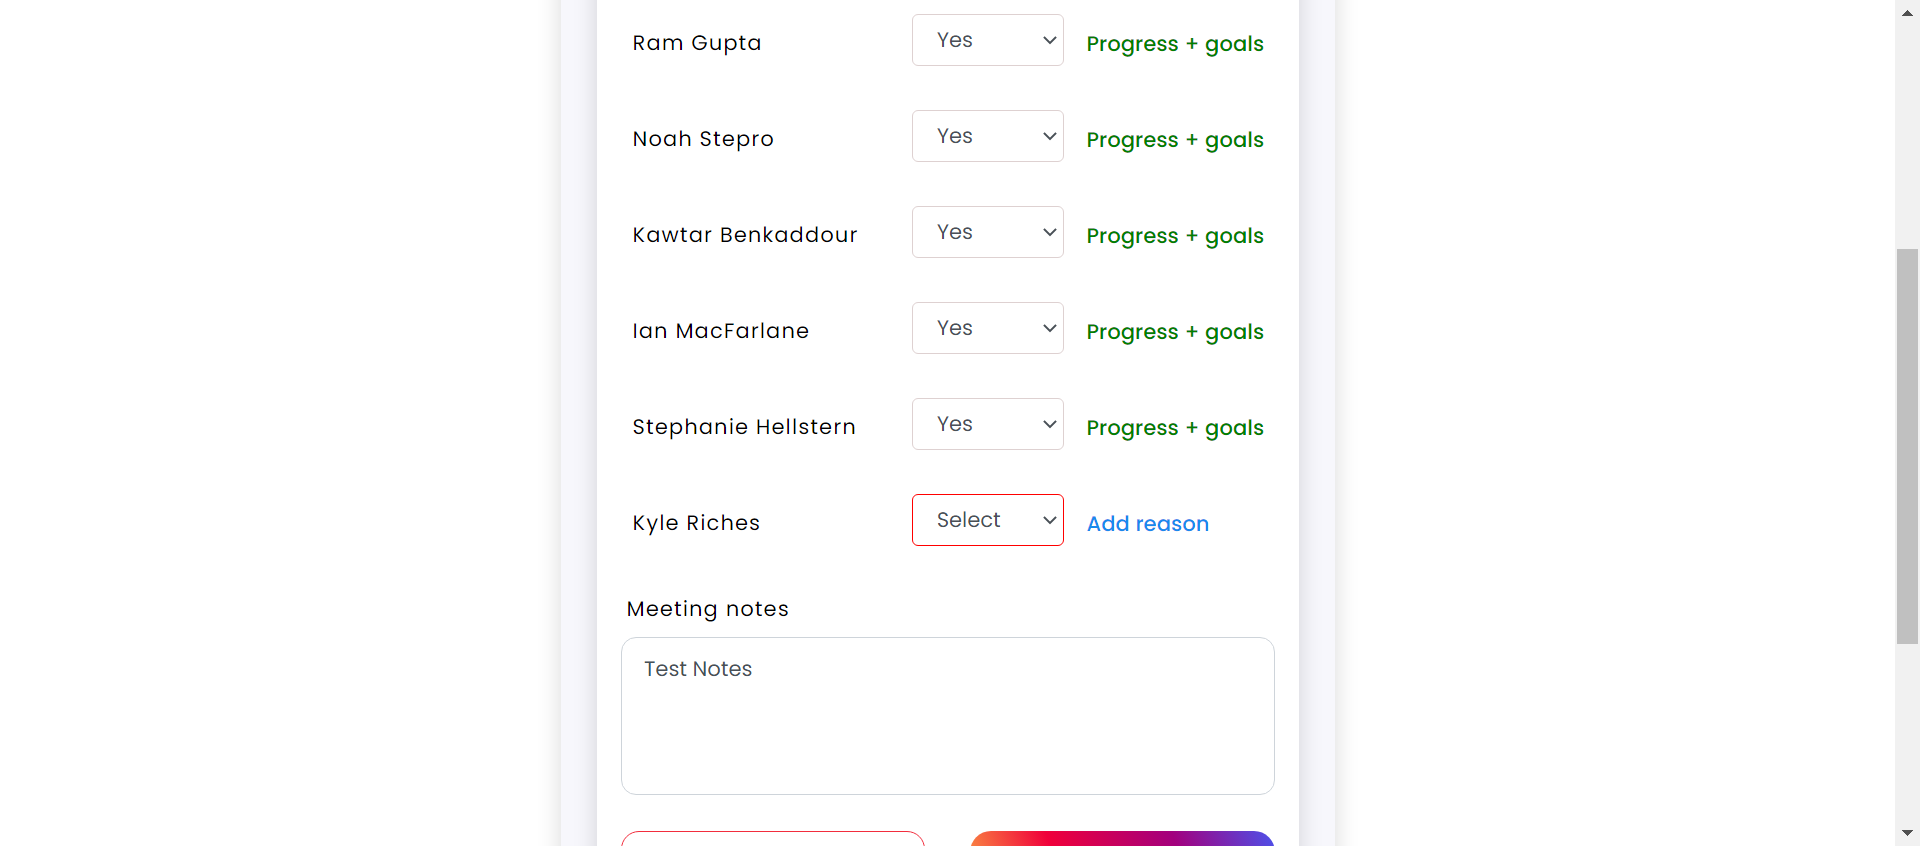 Ram Gupta Yes Progress + goals
Noah Stepro Yes Progress + goals
Kawtar Benkaddour Yes Progress + goals
Ian MacFarlane Yes Progress + goals
Stephanie Hellstern Yes Progress + goals
Kyle Riches Select Add reason
Meeting notes
Test Notes